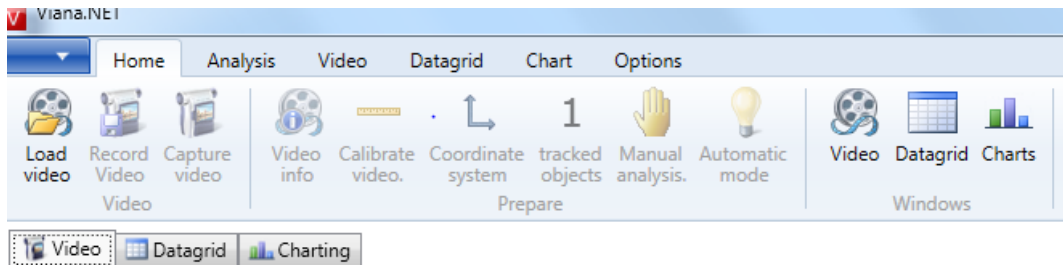 Viana.NET
Home Analysis Video Datagrid Chart Options
Load Record Capture Video Calibrate Coordinate 1 tracked Manual Automatic Video Datagrid Charts
video Video video info video. system objects analysis. mode
Video Prepare Windows
Video Datagrid Charting